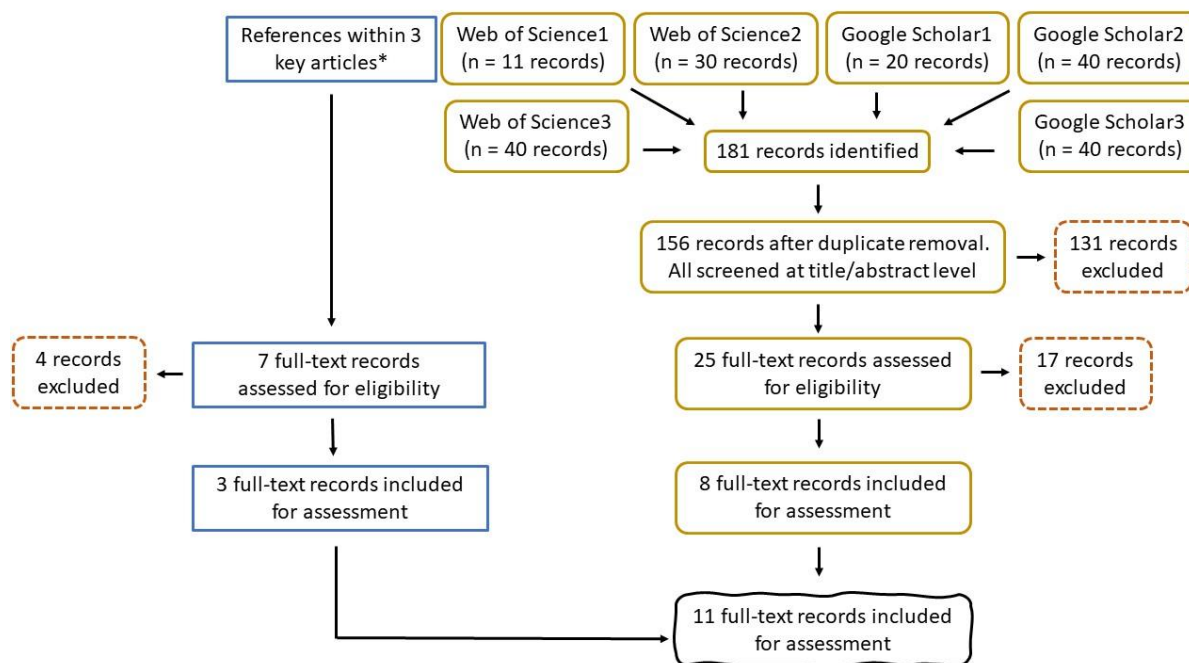 References within 3
key articles*
Web of Science1
(n = 11 records)
Web of Science2
(n = 30 records)
Google Scholar1
(n = 20 records)
Google Scholar2
(n = 40 records)
Web of Science3
(n = 40 records)
181 records identified
Google Scholar3
(n = 40 records)
156 records after duplicate removal.
All screened at title/abstract level
131 records
excluded
4 records
excluded
7 full-text records
assessed for eligibility
25 full-text records assessed
for eligibility
17 records
excluded
3 full-text records included
for assessment
8 full-text records included
for assessment
11 full-text records included
for assessment